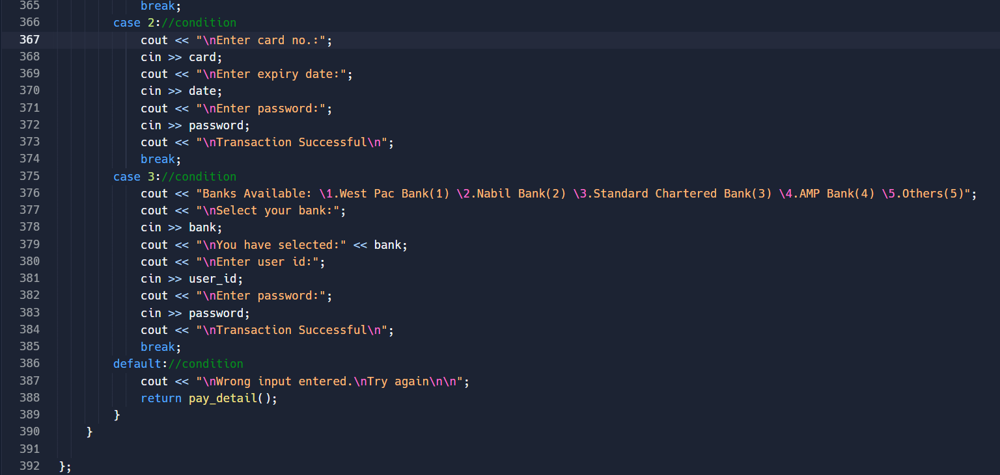 365 break;
366 case 2://condition
367 cout << "\nEnter card no.:";
368 cin >> card;
369 cout << "\nEnter expiry date:";
370 cin >> date;
371 cout << "\nEnter password:";
372 cin >> password;
373 cout << "\nTransaction Successful\n";
374 break;
375 case 3://condition
376 cout << "Banks Available: \1.West Pac Bank(1) \2.Nabil Bank(2) \3.Standard Chartered Bank(3) \4.AMP Bank(4) \5.Others(5)";
377 cout << "\nSelect your bank:";
378 cin >> bank;
379 cout << "\nYou have selected:" << bank;
380 cout << "\nEnter user id:";
381 cin >> user_id;
382 cout << "\nEnter password:";
383 cin >> password;
384 cout << "\nTransaction Successful\n";
385 break;
386 default://condition
387 cout << "\nWrong input entered.\nTry again\n\n";
388 return pay_detail();
389 }
390 }
391
392 };